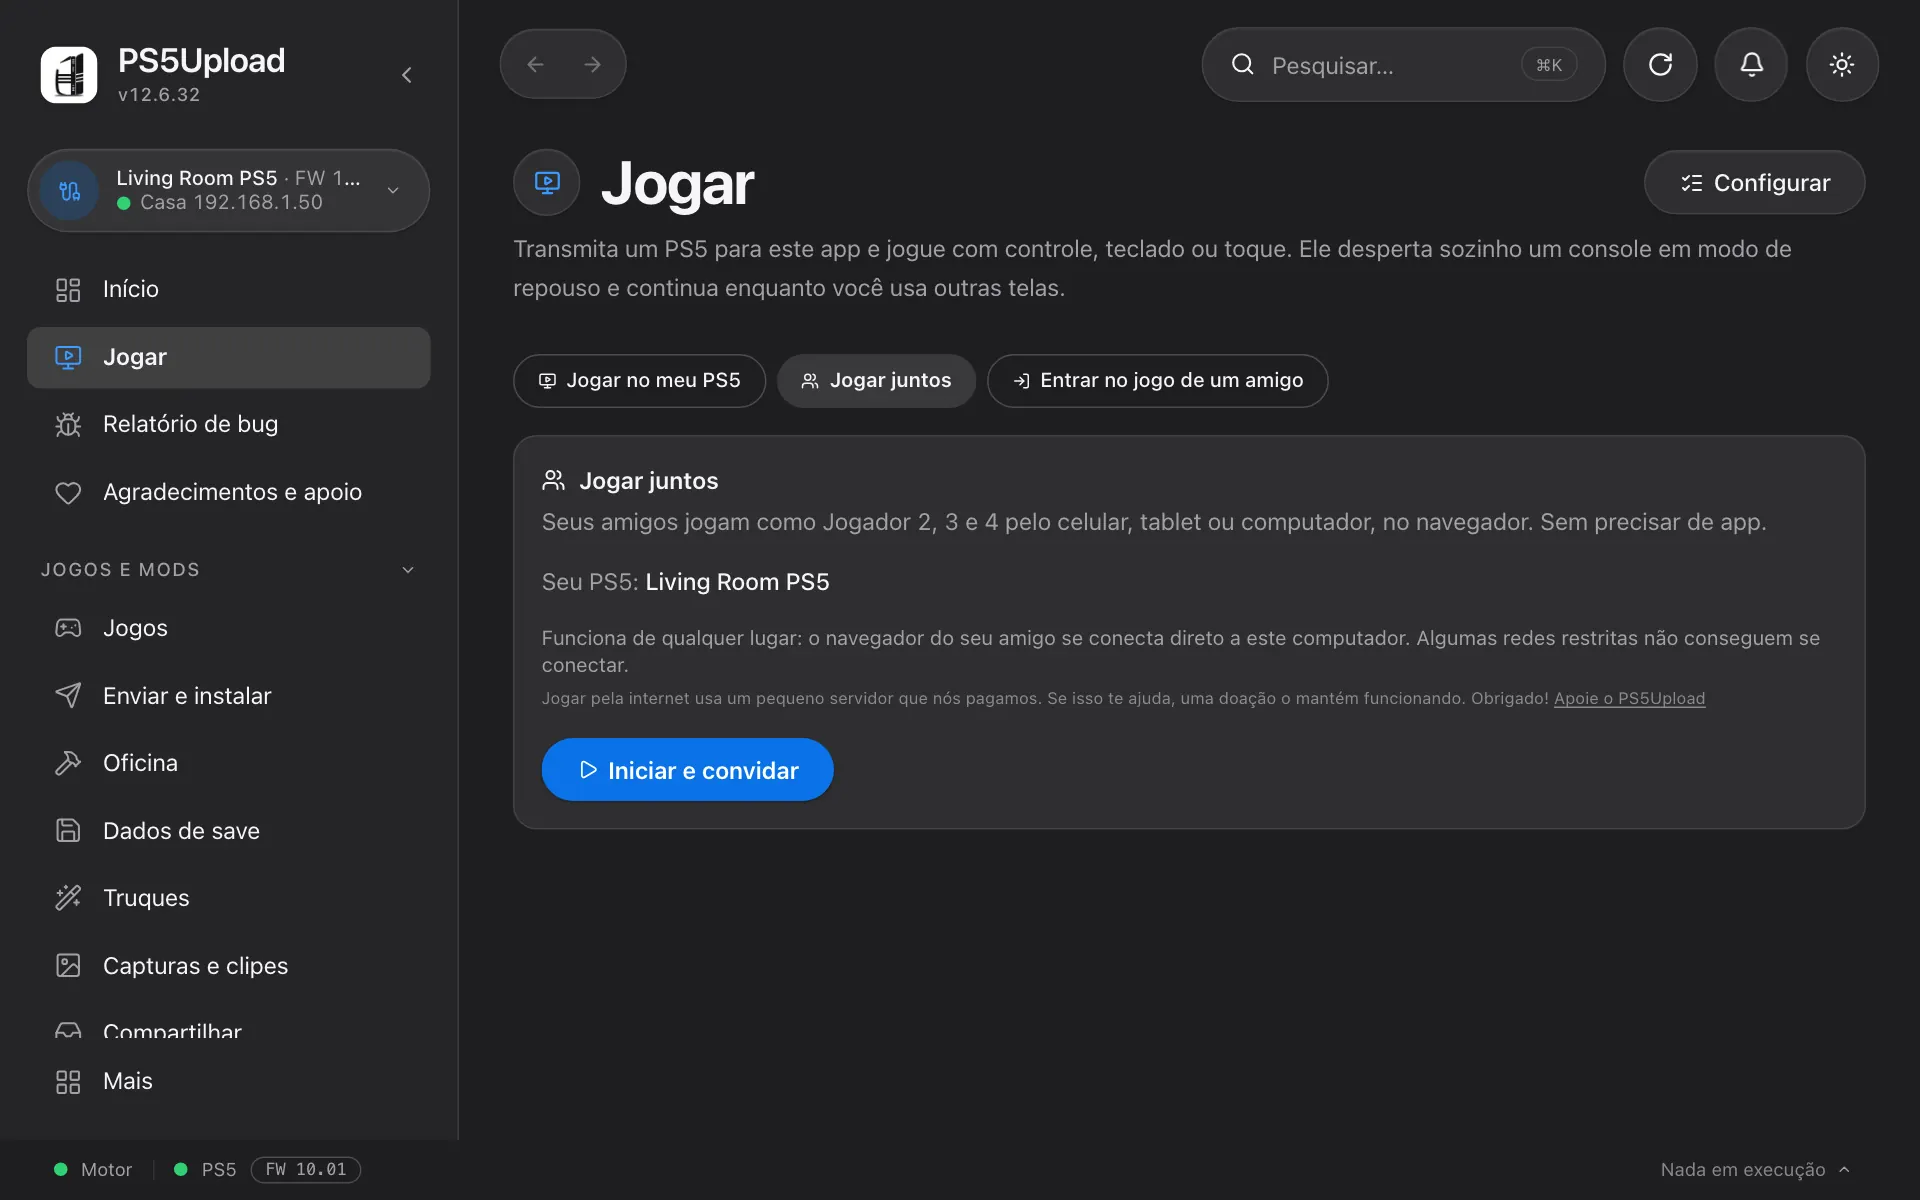 PS5Upload
v12.6.32
Living Room PS5 · FW 1...
Casa 192.168.1.50
Início
Jogar
Relatório de bug
Agradecimentos e apoio
JOGOS E MODS
Jogos
Enviar e instalar
Oficina
Dados de save
Truques
Capturas e clipes
Compartilhar
Mais
Pesquisar...
⌘K
Jogar
Configurar
Transmita um PS5 para este app e jogue com controle, teclado ou toque. Ele desperta sozinho um console em modo de
repouso e continua enquanto você usa outras telas.
Jogar no meu PS5
Jogar juntos
Entrar no jogo de um amigo
Jogar juntos
Seus amigos jogam como Jogador 2, 3 e 4 pelo celular, tablet ou computador, no navegador. Sem precisar de app.
Seu PS5: Living Room PS5
Funciona de qualquer lugar: o navegador do seu amigo se conecta direto a este computador. Algumas redes restritas não conseguem se
conectar.
Jogar pela internet usa um pequeno servidor que nós pagamos. Se isso te ajuda, uma doação o mantém funcionando. Obrigado! Apoie o PS5Upload
Iniciar e convidar
Motor
PS5
FW 10.01
Nada em execução